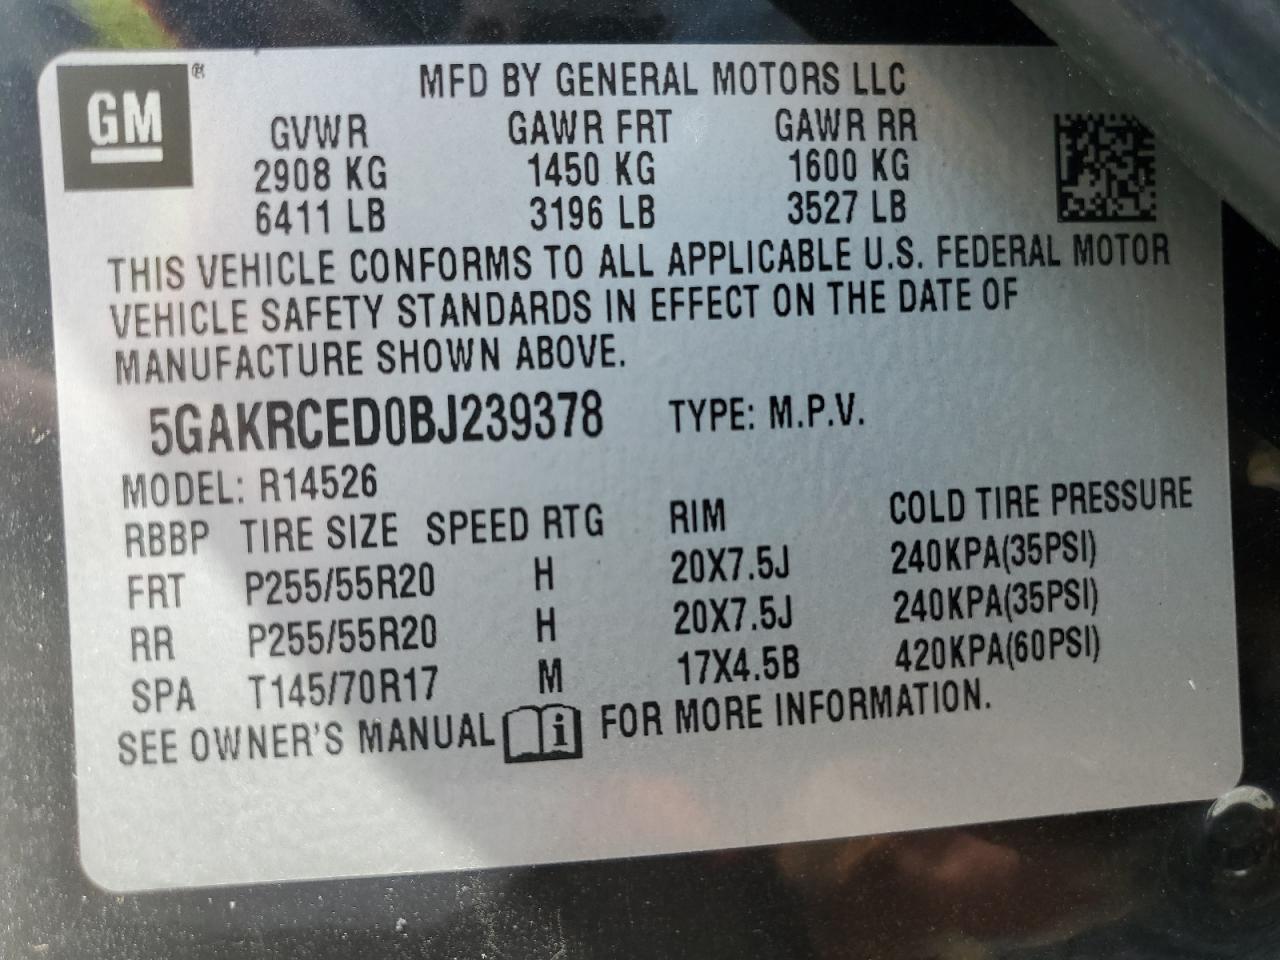 GM ®
MFD BY GENERAL MOTORS LLC
GVWR GAWR FRT GAWR RR
2908 KG 1450 KG 1600 KG
6411 LB 3196 LB 3527 LB
THIS VEHICLE CONFORMS TO ALL APPLICABLE U.S. FEDERAL MOTOR
VEHICLE SAFETY STANDARDS IN EFFECT ON THE DATE OF
MANUFACTURE SHOWN ABOVE.
5GAKRCED0BJ239378 TYPE: M.P.V.
MODEL: R14526
RBBP TIRE SIZE SPEED RTG RIM COLD TIRE PRESSURE
FRT P255/55R20 H 20X7.5J 240KPA(35PSI)
RR P255/55R20 H 20X7.5J 240KPA(35PSI)
SPA T145/70R17 M 17X4.5B 420KPA(60PSI)
SEE OWNER'S MANUAL i FOR MORE INFORMATION.